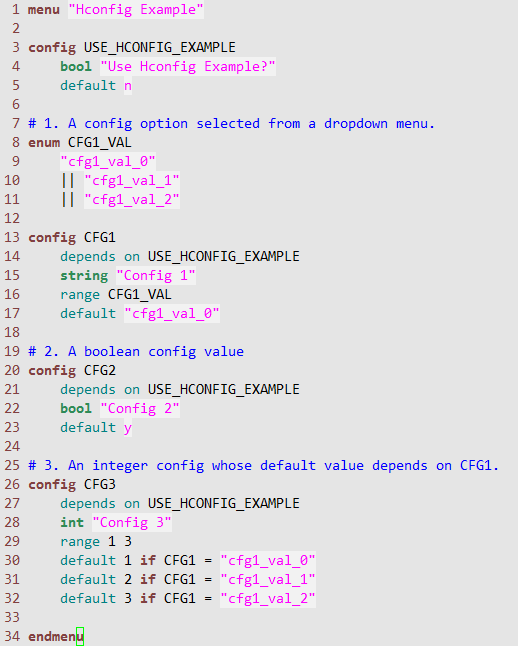 1 menu "Hconfig Example"
2
3 config USE_HCONFIG_EXAMPLE
4     bool "Use Hconfig Example?"
5     default n
6
7 # 1. A config option selected from a dropdown menu.
8 enum CFG1_VAL
9     "cfg1_val_0"
10     || "cfg1_val_1"
11     || "cfg1_val_2"
12
13 config CFG1
14     depends on USE_HCONFIG_EXAMPLE
15     string "Config 1"
16     range CFG1_VAL
17     default "cfg1_val_0"
18
19 # 2. A boolean config value
20 config CFG2
21     depends on USE_HCONFIG_EXAMPLE
22     bool "Config 2"
23     default y
24
25 # 3. An integer config whose default value depends on CFG1.
26 config CFG3
27     depends on USE_HCONFIG_EXAMPLE
28     int "Config 3"
29     range 1 3
30     default 1 if CFG1 = "cfg1_val_0"
31     default 2 if CFG1 = "cfg1_val_1"
32     default 3 if CFG1 = "cfg1_val_2"
33
34 endmenu